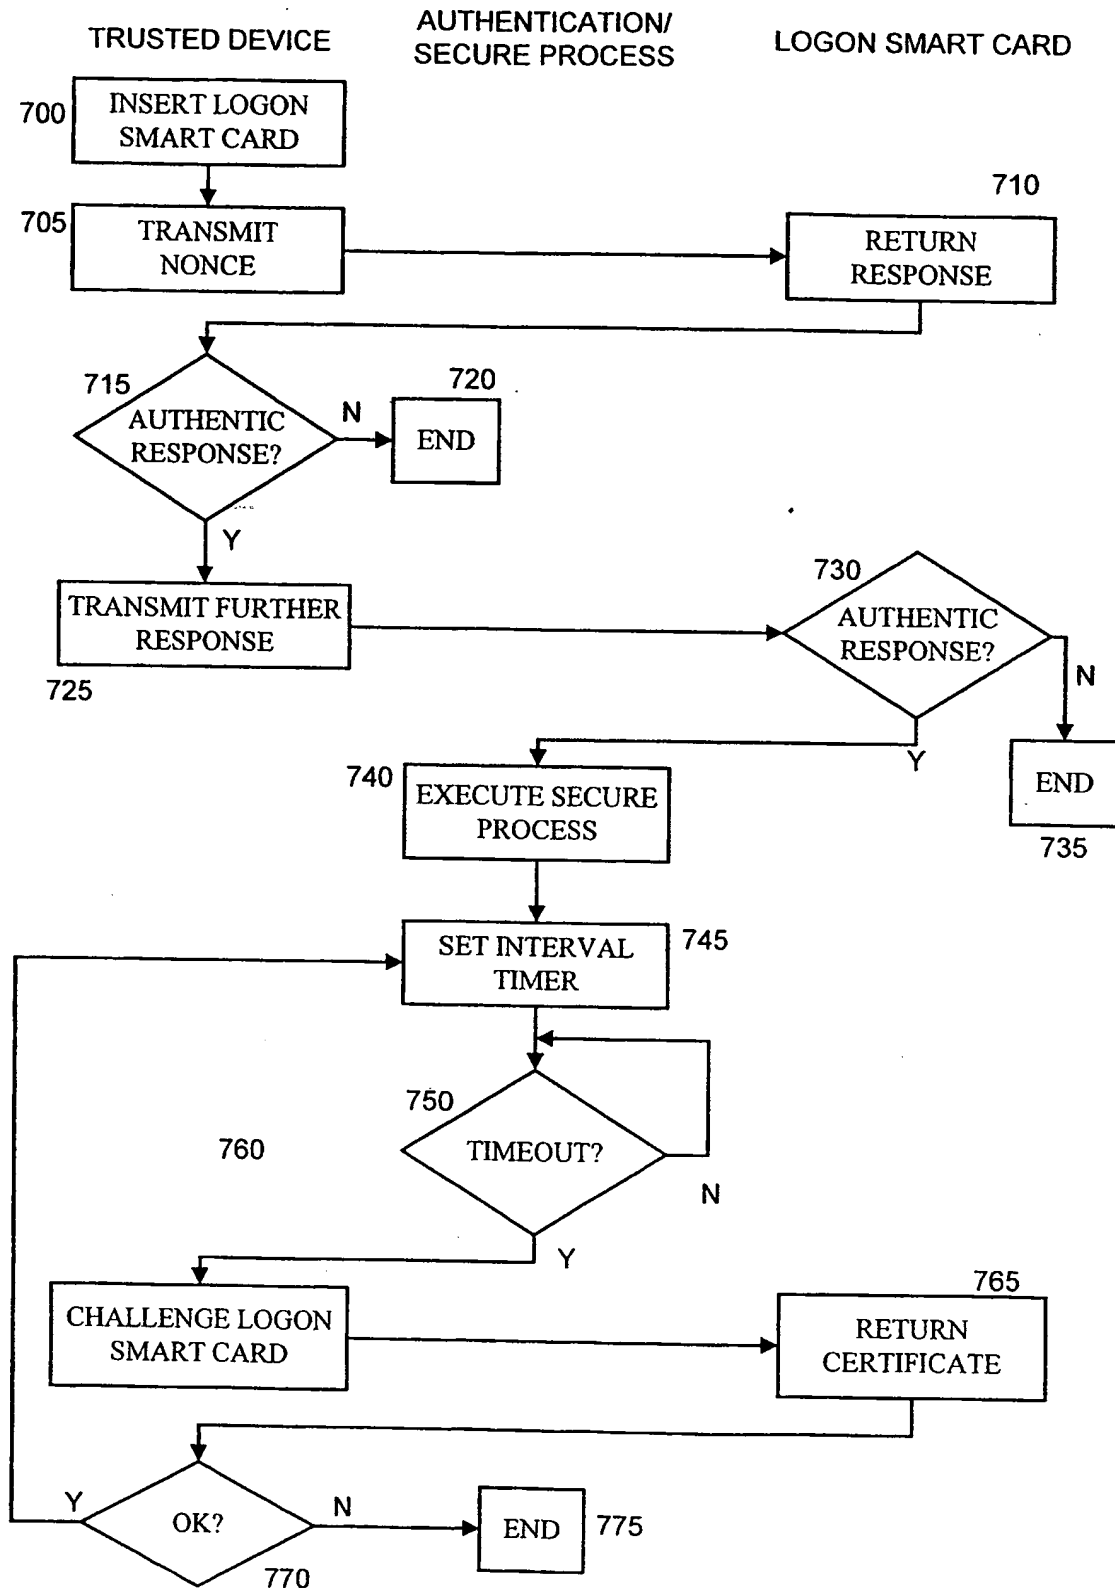 TRUSTED DEVICE
AUTHENTICATION/
SECURE PROCESS
LOGON SMART CARD
700
INSERT LOGON
SMART CARD
705
TRANSMIT
NONCE
710
RETURN
RESPONSE
715
AUTHENTIC
RESPONSE?
N
720
END
Y
TRANSMIT FURTHER
RESPONSE
725
730
AUTHENTIC
RESPONSE?
N
Y
END
735
740
EXECUTE SECURE
PROCESS
SET INTERVAL
TIMER
745
750
TIMEOUT?
N
760
Y
CHALLENGE LOGON
SMART CARD
765
RETURN
CERTIFICATE
Y
OK?
N
770
END
775